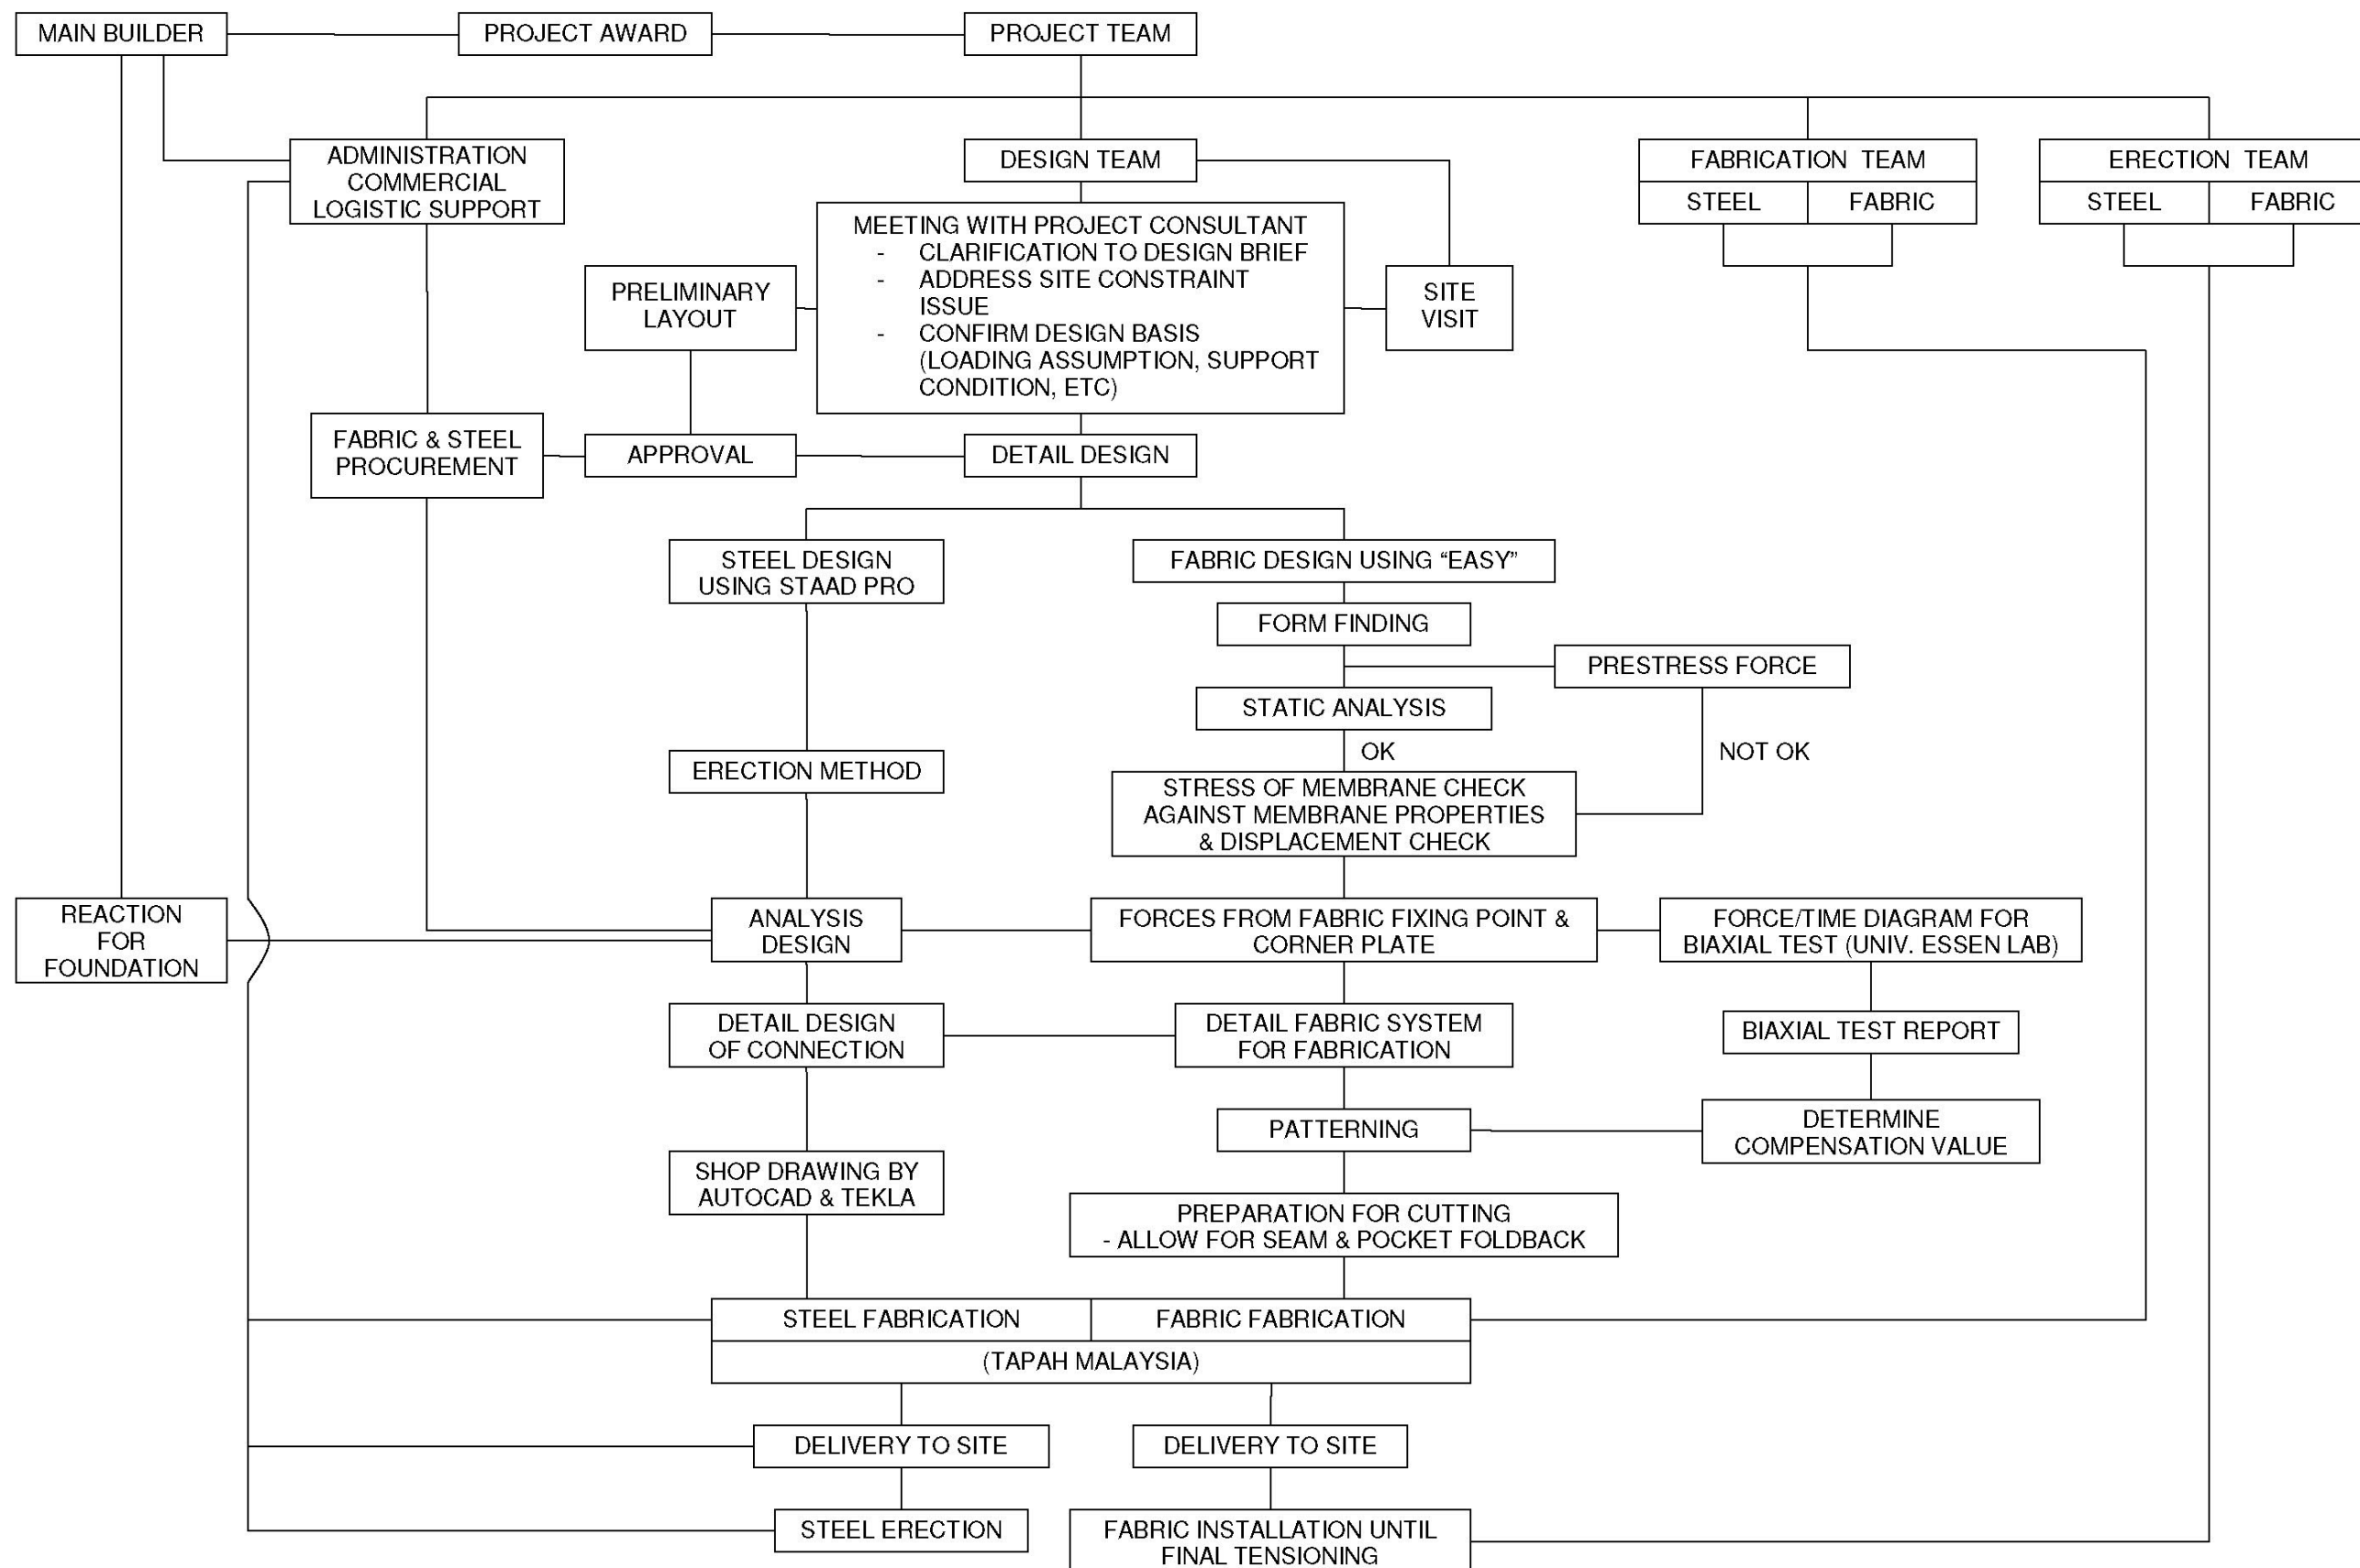 MAIN BUILDER
PROJECT AWARD
PROJECT TEAM
ADMINISTRATION
COMMERCIAL
LOGISTIC SUPPORT
DESIGN TEAM
FABRICATION TEAM
STEEL
FABRIC
ERECTION TEAM
STEEL
FABRIC
MEETING WITH PROJECT CONSULTANT
- CLARIFICATION TO DESIGN BRIEF
- ADDRESS SITE CONSTRAINT
ISSUE
- CONFIRM DESIGN BASIS
(LOADING ASSUMPTION, SUPPORT
CONDITION, ETC)
PRELIMINARY
LAYOUT
SITE
VISIT
FABRIC & STEEL
PROCUREMENT
APPROVAL
DETAIL DESIGN
STEEL DESIGN
USING STAAD PRO
FABRIC DESIGN USING “EASY”
FORM FINDING
PRESTRESS FORCE
STATIC ANALYSIS
OK
NOT OK
ERECTION METHOD
STRESS OF MEMBRANE CHECK
AGAINST MEMBRANE PROPERTIES
& DISPLACEMENT CHECK
REACTION
FOR
FOUNDATION
ANALYSIS
DESIGN
FORCES FROM FABRIC FIXING POINT &
CORNER PLATE
FORCE/TIME DIAGRAM FOR
BIAXIAL TEST (UNIV. ESSEN LAB)
DETAIL DESIGN
OF CONNECTION
DETAIL FABRIC SYSTEM
FOR FABRICATION
BIAXIAL TEST REPORT
PATTERNING
DETERMINE
COMPENSATION VALUE
SHOP DRAWING BY
AUTOCAD & TEKLA
PREPARATION FOR CUTTING
- ALLOW FOR SEAM & POCKET FOLDBACK
STEEL FABRICATION
FABRIC FABRICATION
(TAPAH MALAYSIA)
DELIVERY TO SITE
DELIVERY TO SITE
STEEL ERECTION
FABRIC INSTALLATION UNTIL
FINAL TENSIONING